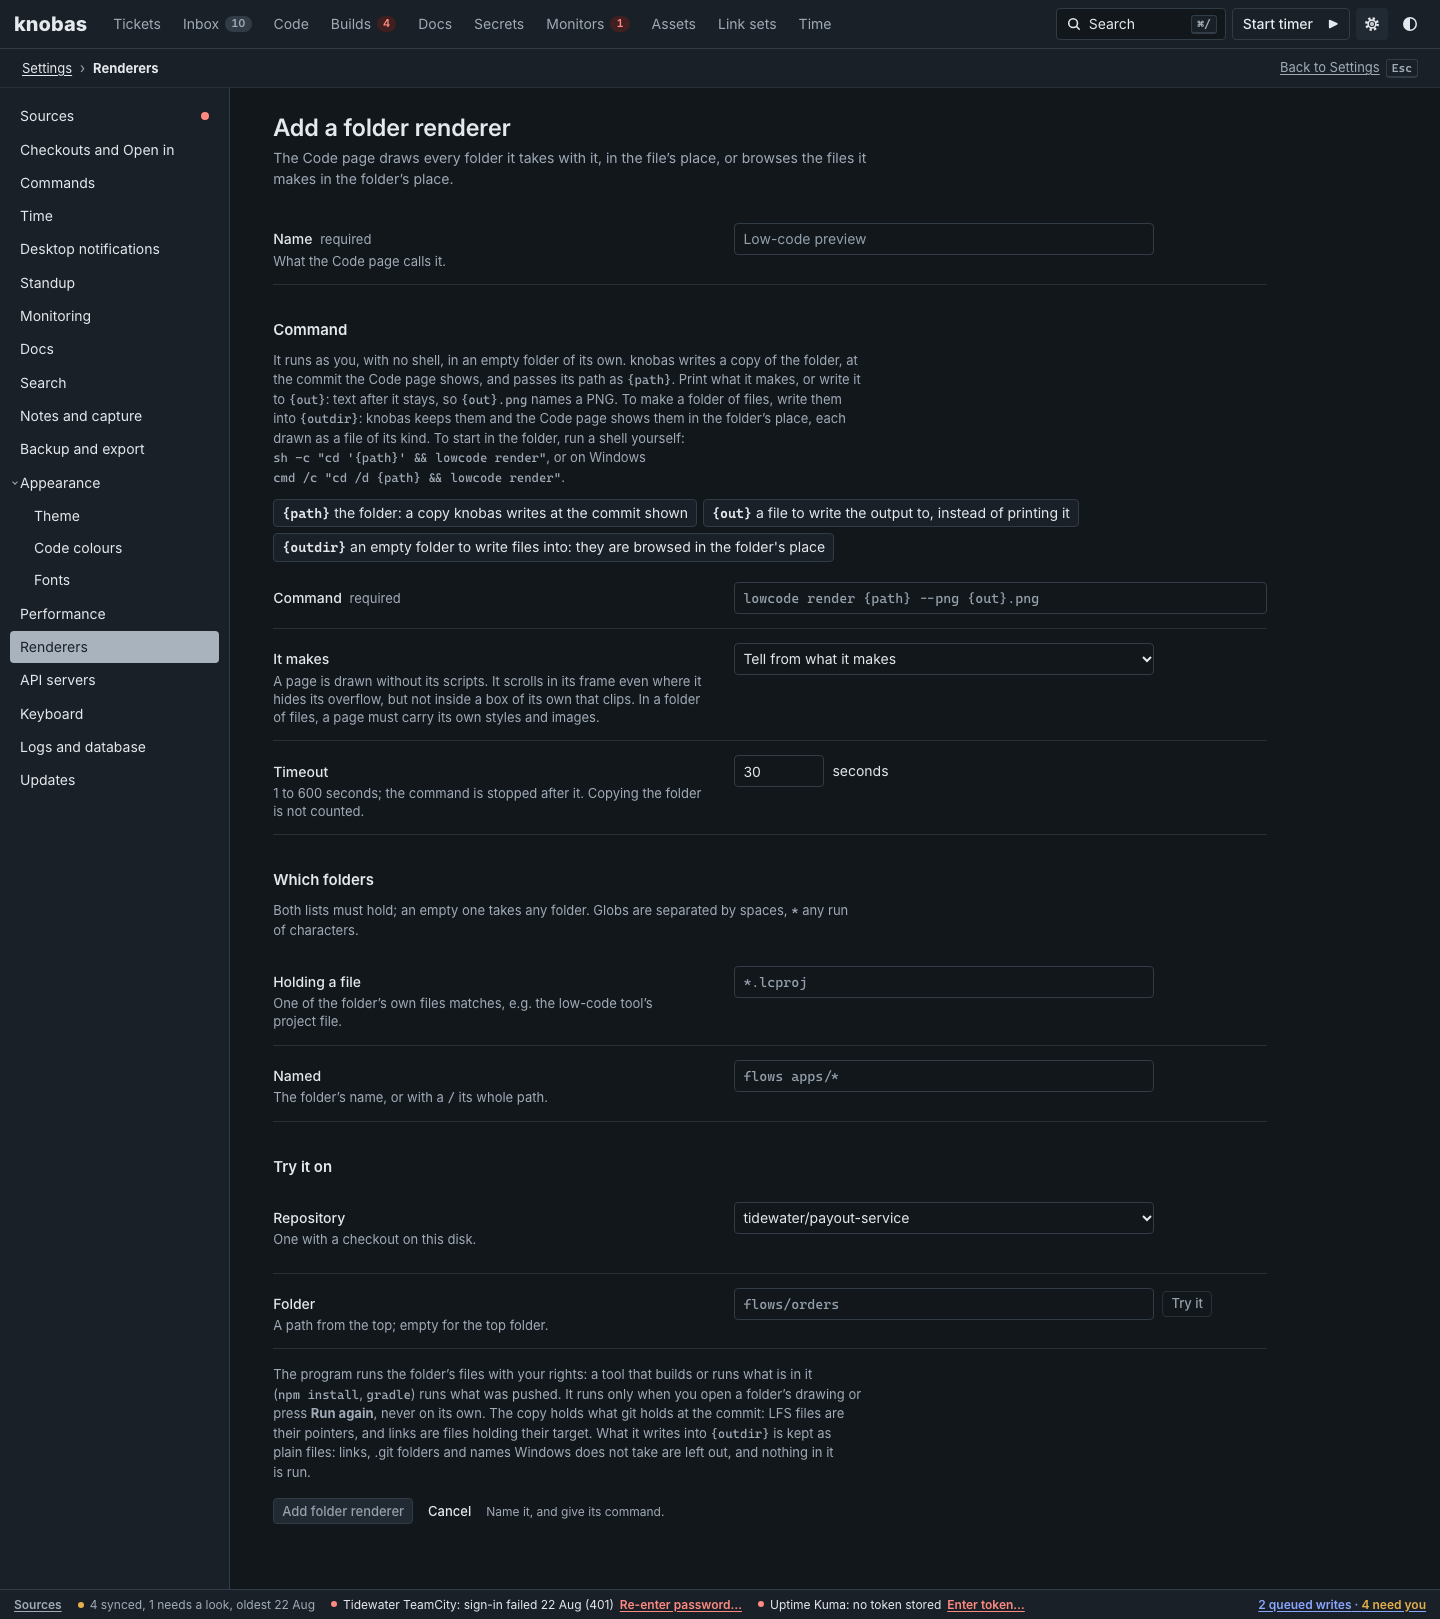 knobas Tickets Inbox 10 Code Builds 4 Docs Secrets Monitors 1 Assets Link sets Time Search ⌘/ Start timer
Settings › Renderers Back to Settings Esc
Sources
Checkouts and Open in
Commands
Time
Desktop notifications
Standup
Monitoring
Docs
Search
Notes and capture
Backup and export
Appearance
Theme
Code colours
Fonts
Performance
Renderers
API servers
Keyboard
Logs and database
Updates
Add a folder renderer
The Code page draws every folder it takes with it, in the file’s place, or browses the files it
makes in the folder’s place.
Name required
Low-code preview
What the Code page calls it.
Command
It runs as you, with no shell, in an empty folder of its own. knobas writes a copy of the folder, at
the commit the Code page shows, and passes its path as {path}. Print what it makes, or write it
to {out}: text after it stays, so {out}.png names a PNG. To make a folder of files, write them
into {outdir}: knobas keeps them and the Code page shows them in the folder’s place, each
drawn as a file of its kind. To start in the folder, run a shell yourself:
sh -c "cd '{path}' && lowcode render", or on Windows
cmd /c "cd /d {path} && lowcode render".
{path} the folder: a copy knobas writes at the commit shown {out} a file to write the output to, instead of printing it
{outdir} an empty folder to write files into: they are browsed in the folder's place
Command required
lowcode render {path} --png {out}.png
It makes
Tell from what it makes
A page is drawn without its scripts. It scrolls in its frame even where it
hides its overflow, but not inside a box of its own that clips. In a folder
of files, a page must carry its own styles and images.
Timeout
30 seconds
1 to 600 seconds; the command is stopped after it. Copying the folder
is not counted.
Which folders
Both lists must hold; an empty one takes any folder. Globs are separated by spaces, * any run
of characters.
Holding a file
*.lcproj
One of the folder’s own files matches, e.g. the low-code tool’s
project file.
Named
flows apps/*
The folder’s name, or with a / its whole path.
Try it on
Repository
tidewater/payout-service
One with a checkout on this disk.
Folder
flows/orders Try it
A path from the top; empty for the top folder.
The program runs the folder’s files with your rights: a tool that builds or runs what is in it
(npm install, gradle) runs what was pushed. It runs only when you open a folder’s drawing or
press Run again, never on its own. The copy holds what git holds at the commit: LFS files are
their pointers, and links are files holding their target. What it writes into {outdir} is kept as
plain files: links, .git folders and names Windows does not take are left out, and nothing in it
is run.
Add folder renderer Cancel Name it, and give its command.
Sources 4 synced, 1 needs a look, oldest 22 Aug Tidewater TeamCity: sign-in failed 22 Aug (401) Re-enter password… Uptime Kuma: no token stored Enter token… 2 queued writes · 4 need you